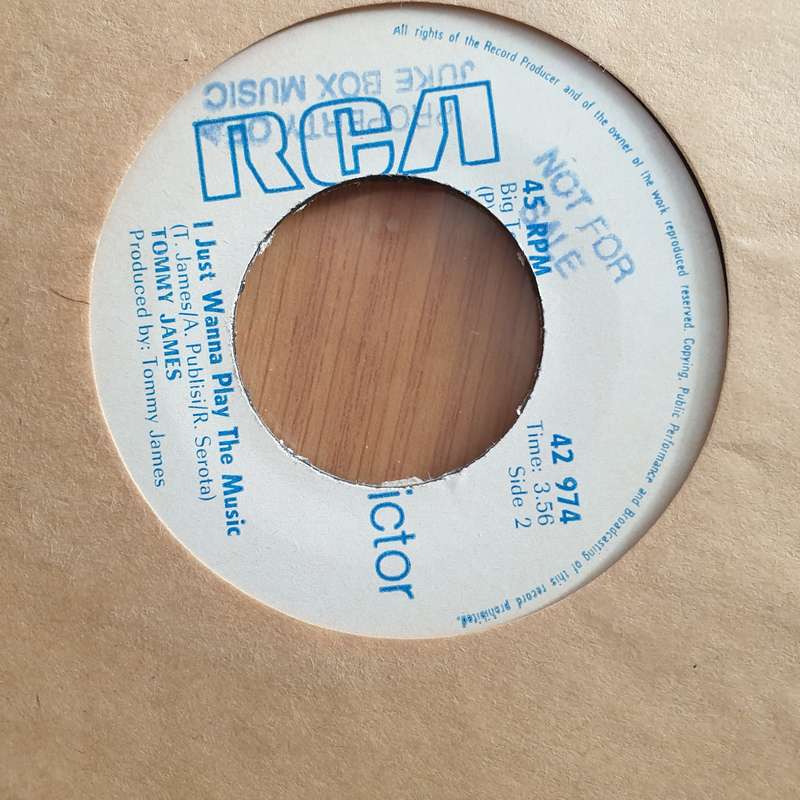 All rights of the Record Producer and of the owner of the work reproduced reserved. Copying, Public Performance and Broadcasting of this record prohibited.
RCA
ictor
PROPERTY OF
JUKE BOX MUSIC
NOT FOR
SALE
45 RPM
Big
(P)
42 974
Time: 3.56
Side 2
I Just Wanna Play The Music
(T. James/A. Publisi/R. Serota)
TOMMY JAMES
Produced by: Tommy James